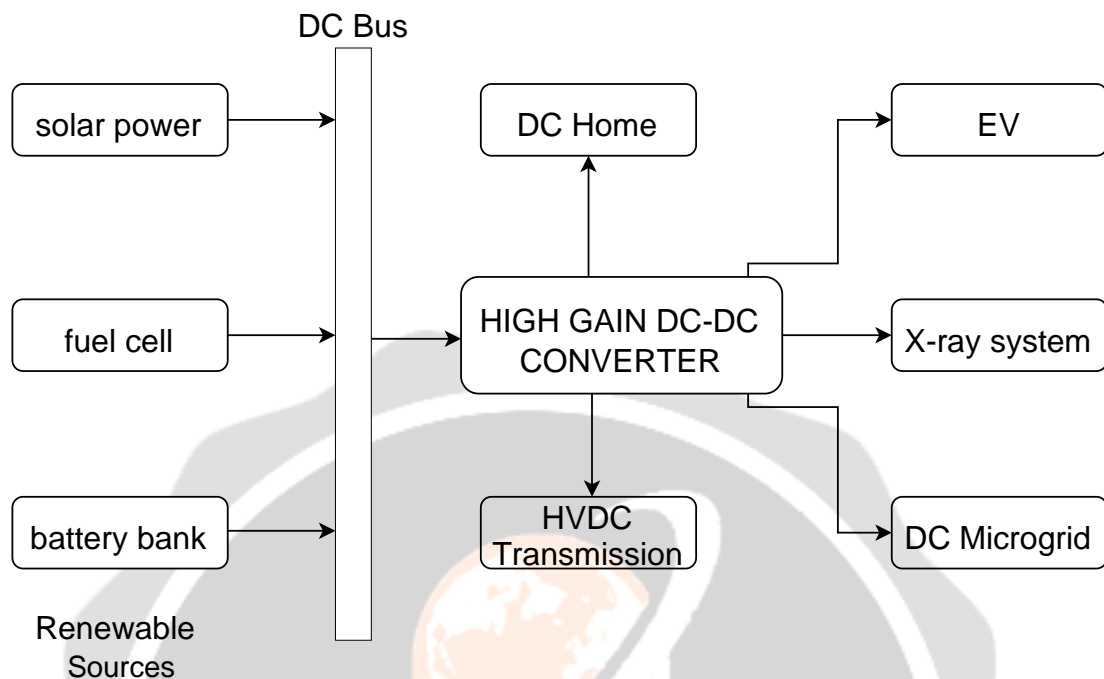 DC Bus
solar power
DC Home
EV
fuel cell
HIGH GAIN DC-DC
CONVERTER
X-ray system
battery bank
HVDC
Transmission
DC Microgrid
Renewable
Sources